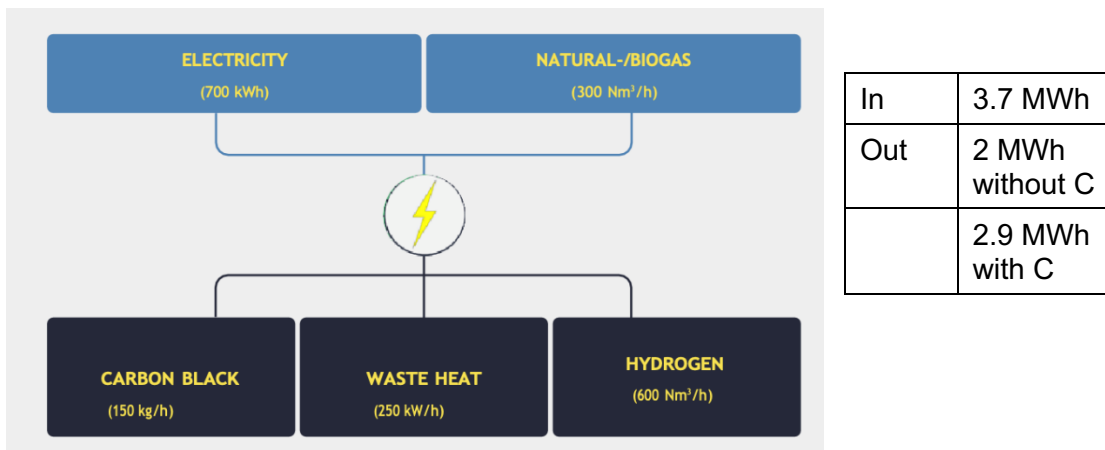 ELECTRICITY
(700 kWh)
NATURAL-/BIOGAS
(300 Nm³/h)
CARBON BLACK
(150 kg/h)
WASTE HEAT
(250 kW/h)
HYDROGEN
(600 Nm³/h)
In
3.7 MWh
Out
2 MWh
without C
2.9 MWh
with C